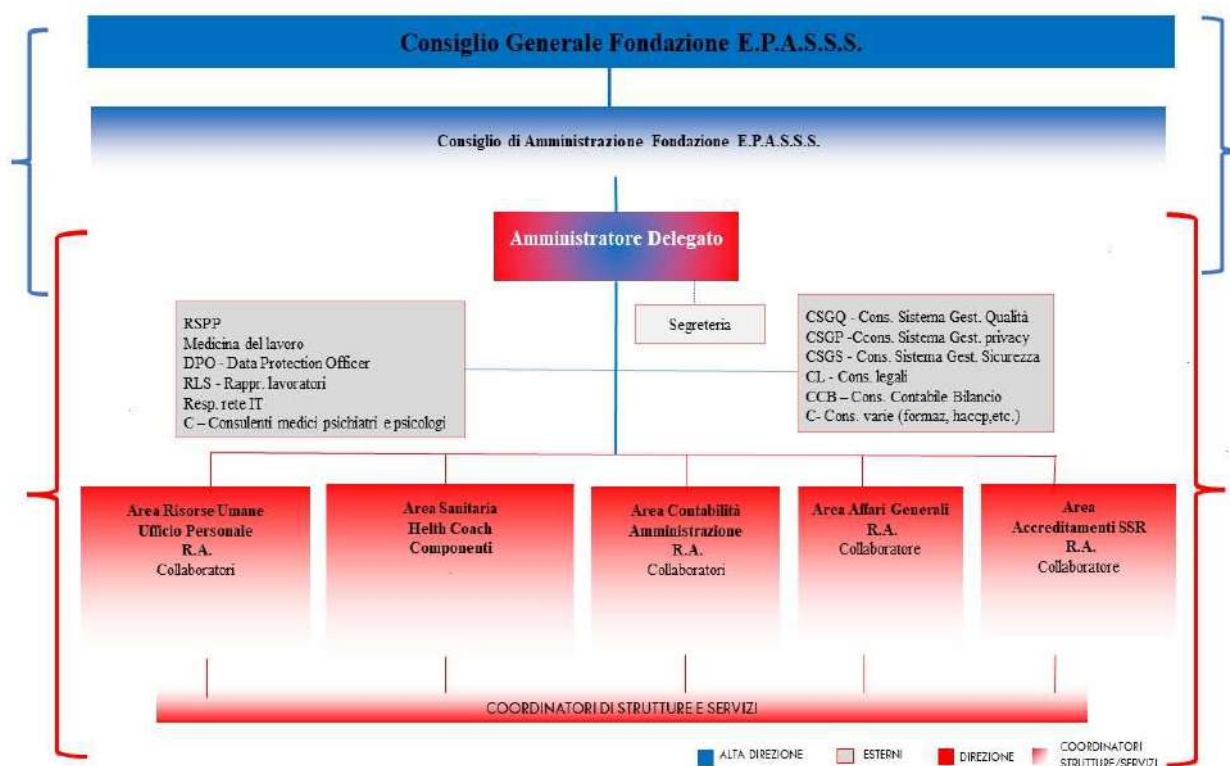 Consiglio Generale Fondazione E.P.A.S.S.S.
Consiglio di Amministrazione Fondazione E.P.A.S.S.S.
Amministratore Delegato
Segreteria
RSPP
Medicina del lavoro
DPO - Data Protection Officer
RLS - Rappr. lavoratori
Resp. rete IT
C – Consulenti medici psichiatri e psicologi
CSGQ - Cons. Sistema Gest. Qualità
CSGP -Ccons. Sistema Gest. privacy
CSGS - Cons. Sistema Gest. Sicurezza
CL - Cons. legali
CCB – Cons. Contabile Bilancio
C- Cons. varie (formaz, haccp,etc.)
Area Risorse Umane
Ufficio Personale
R.A.
Collaboratori
Area Sanitaria
Helth Coach
Componenti
Area Contabilità
Amministrazione
R.A.
Collaboratori
Area Affari Generali
R.A.
Collaboratore
Area
Accreditamenti SSR
R.A.
Collaboratore
COORDINATORI DI STRUTTURE E SERVIZI
ALTA DIREZIONE
ESTERNI
DIREZIONE
COORDINATORI
STRUTTURE/SERVIZI